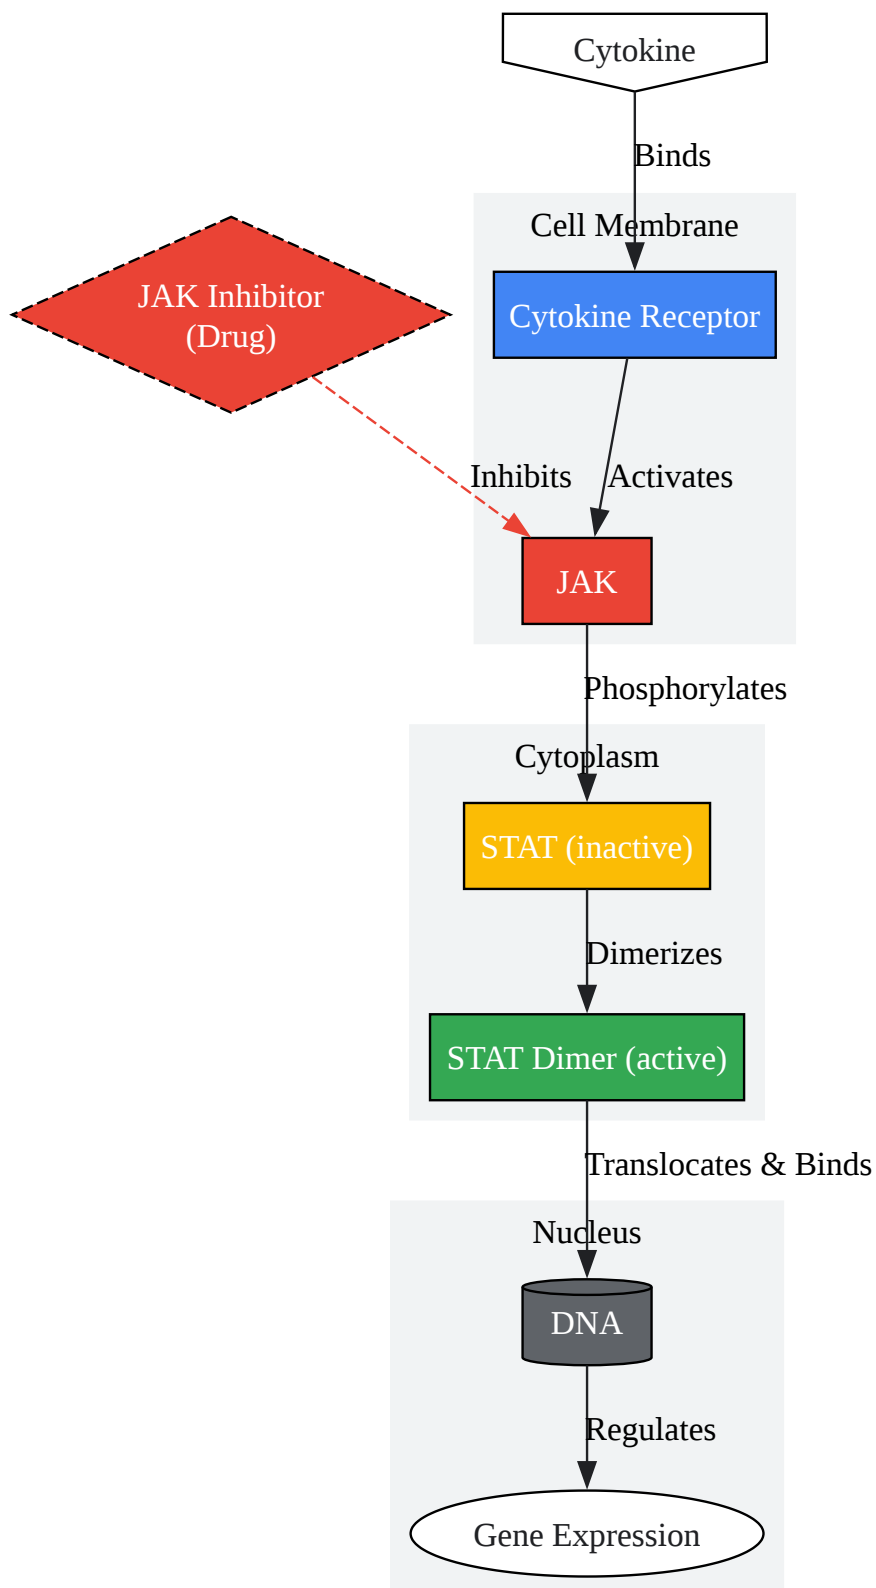 Cytokine
Binds
Cell Membrane
JAK Inhibitor
(Drug)
Cytokine Receptor
Inhibits
Activates
JAK
Phosphorylates
Cytoplasm
STAT (inactive)
Dimerizes
STAT Dimer (active)
Translocates & Binds
Nucleus
DNA
Regulates
Gene Expression